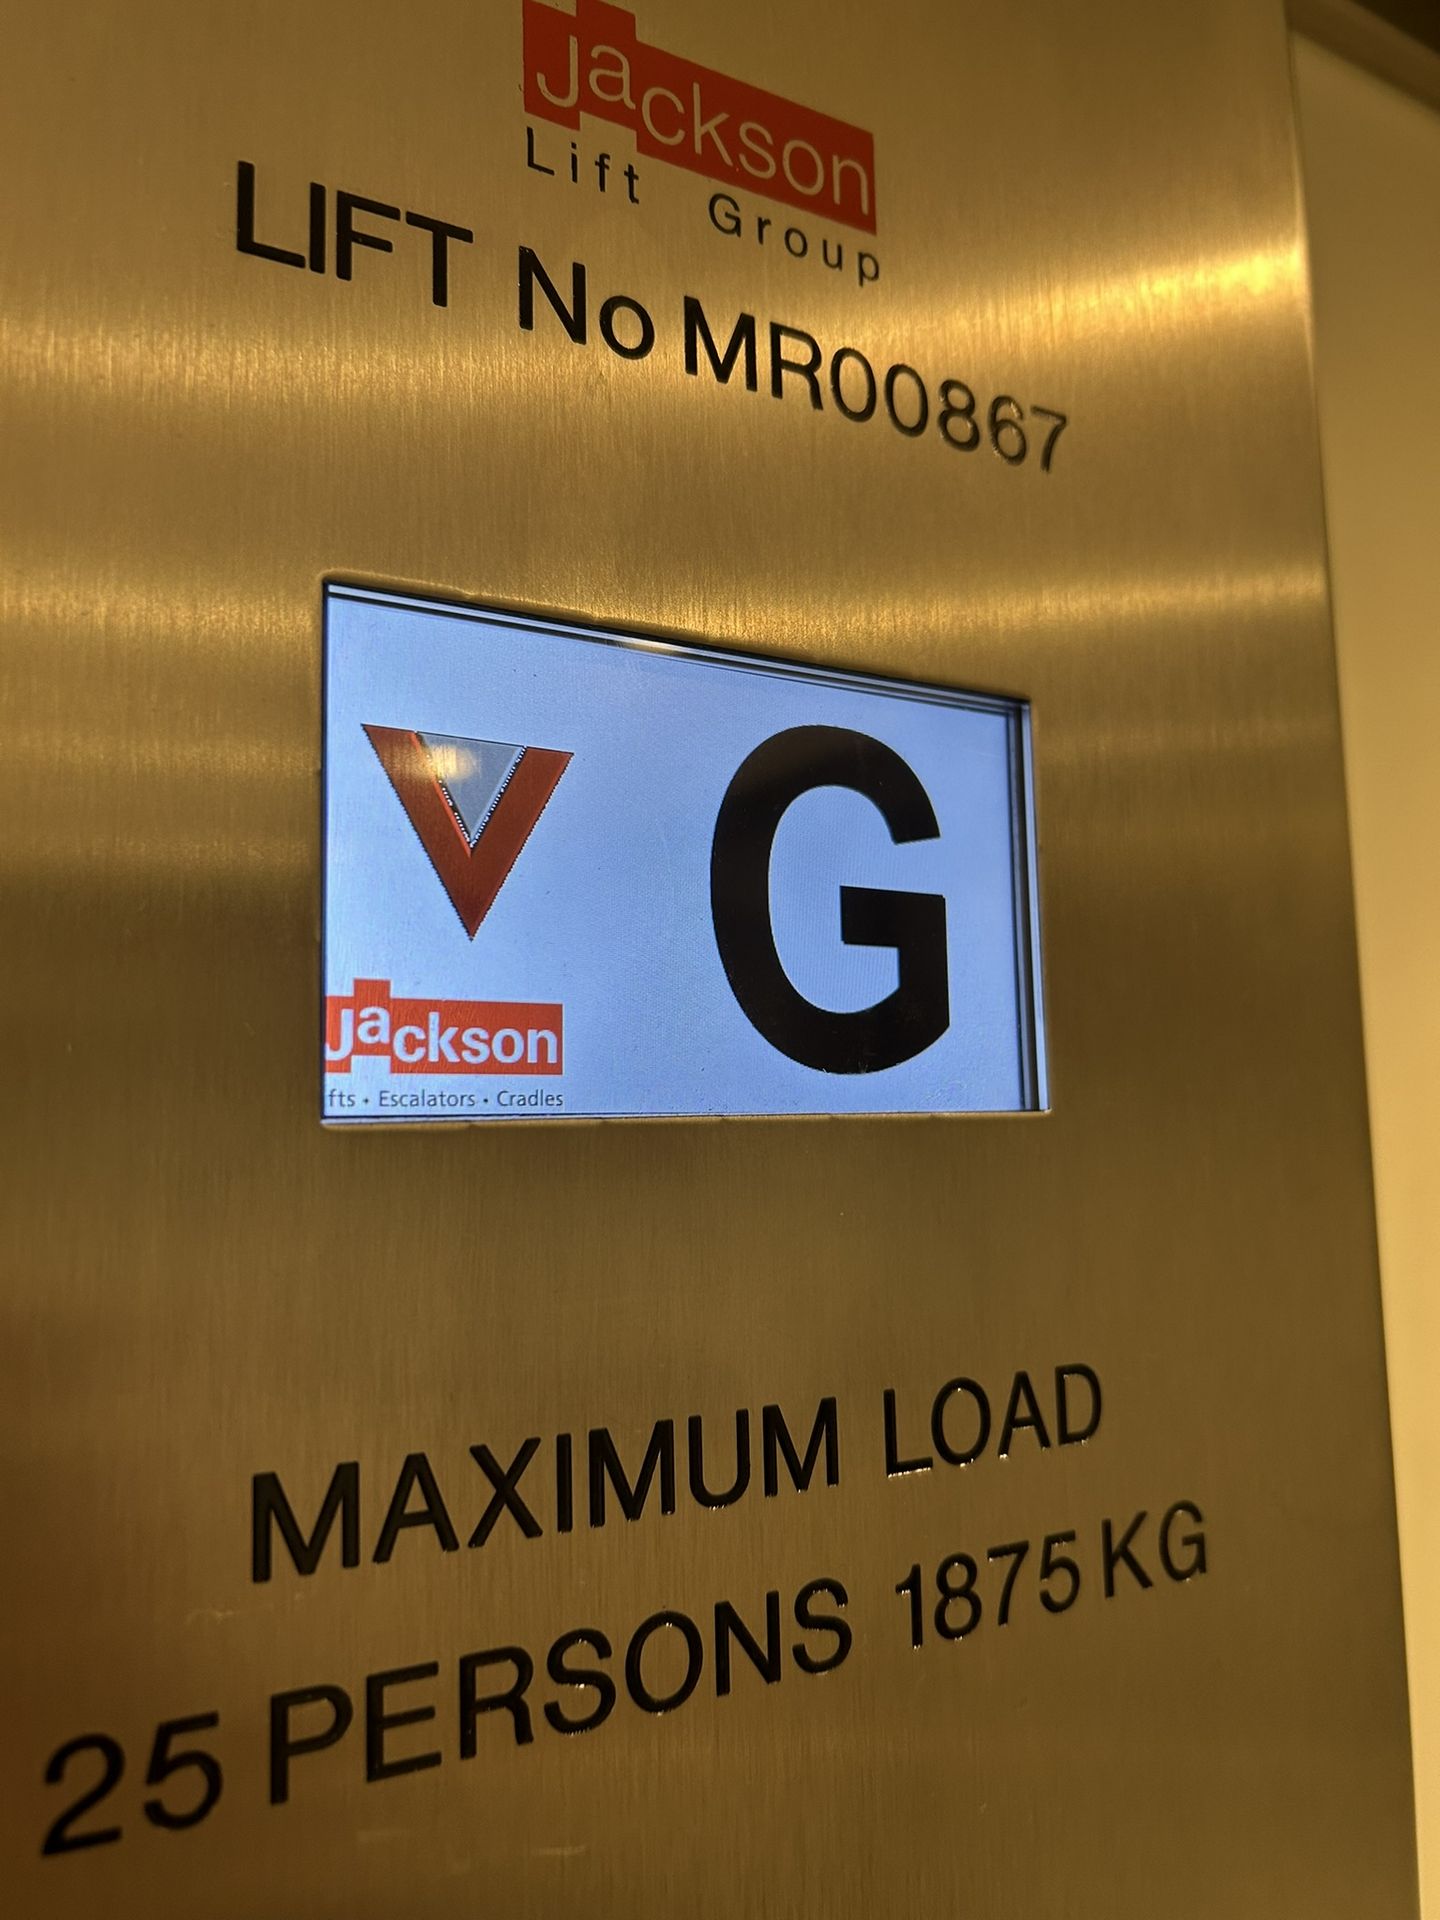 Jackson
Lift Group
LIFT No MR00867
G
Jackson
fts • Escalators • Cradles
MAXIMUM LOAD
25 PERSONS 1875 KG